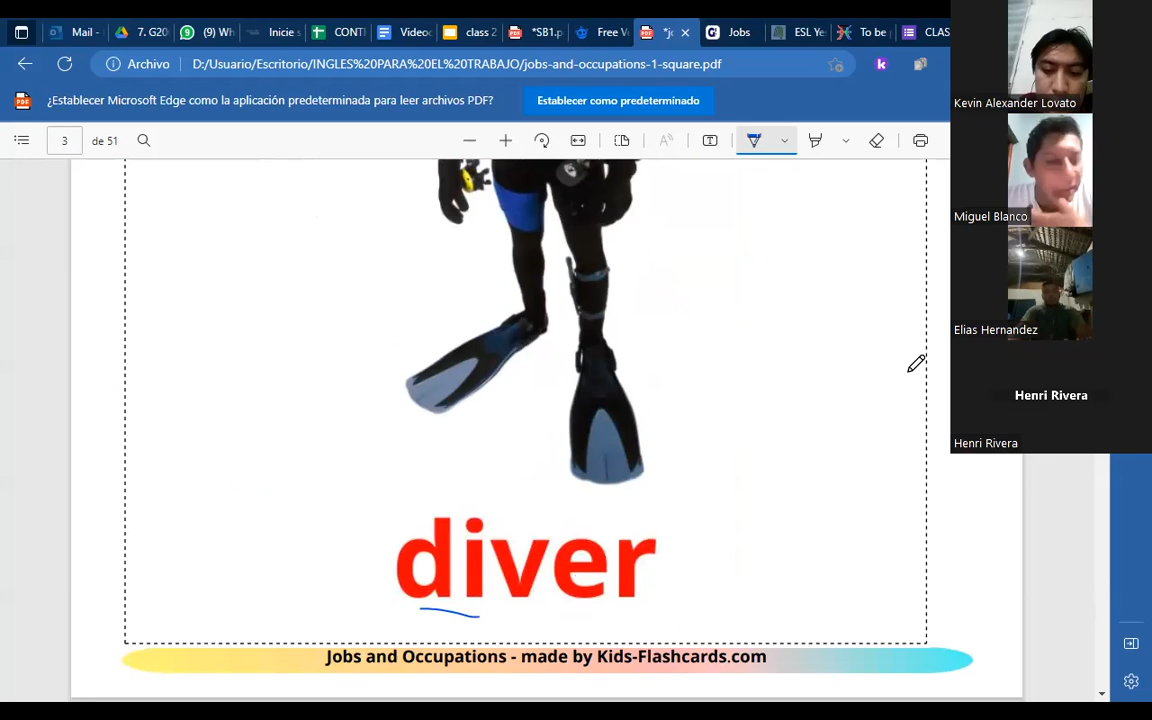 Mail - 7. G20 (9) Wh Inicie s CONT Videoc class 2 *SB1.p Free V Jobs ESL Ye To be CLAS
Archivo D:/Usuario/Escritorio/INGLES%20PARA%20EL%20TRABAJO/jobs-and-occupations-1-square.pdf
¿Establecer Microsoft Edge como la aplicación predeterminada para leer archivos PDF? Establecer como predeterminado
3 de 51
diver
Jobs and Occupations - made by Kids-Flashcards.com
Kevin Alexander Lovato
Miguel Blanco
Elias Hernandez
Henri Rivera
Henri Rivera